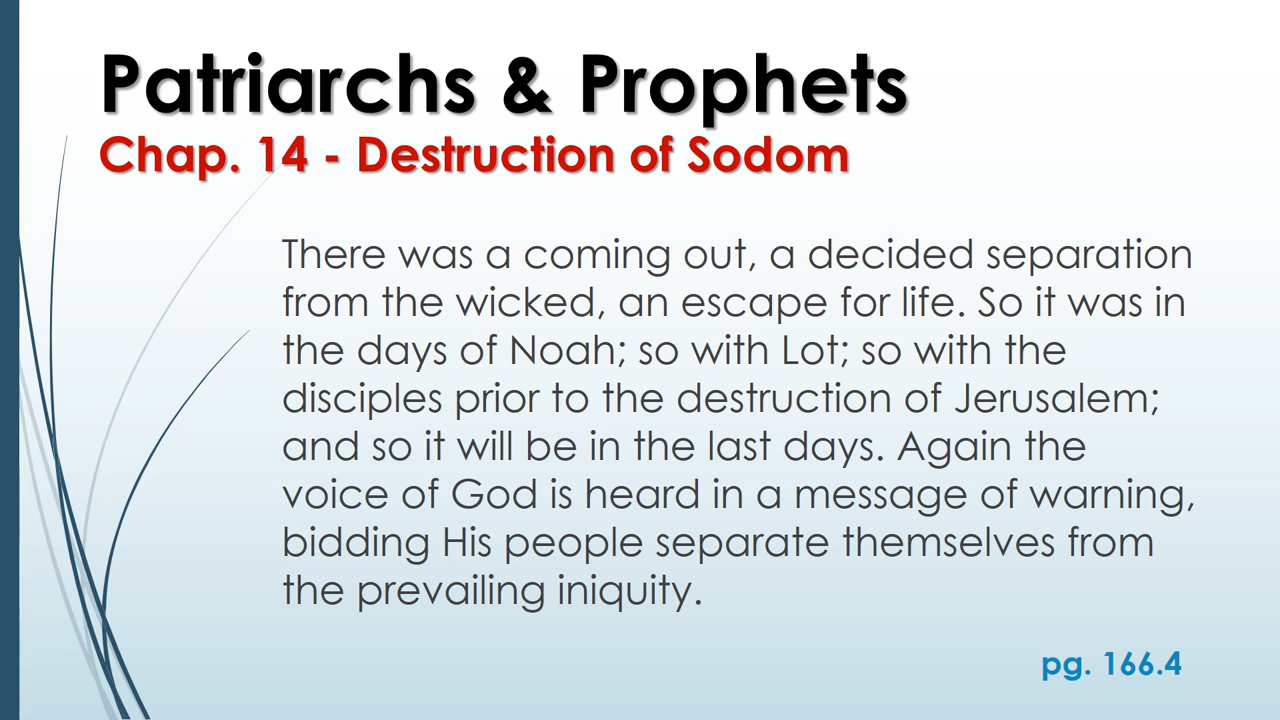 Patriarchs & Prophets
Chap. 14 - Destruction of Sodom
There was a coming out, a decided separation
from the wicked, an escape for life. So it was in
the days of Noah; so with Lot; so with the
disciples prior to the destruction of Jerusalem;
and so it will be in the last days. Again the
voice of God is heard in a message of warning,
bidding His people separate themselves from
the prevailing iniquity.
pg. 166.4